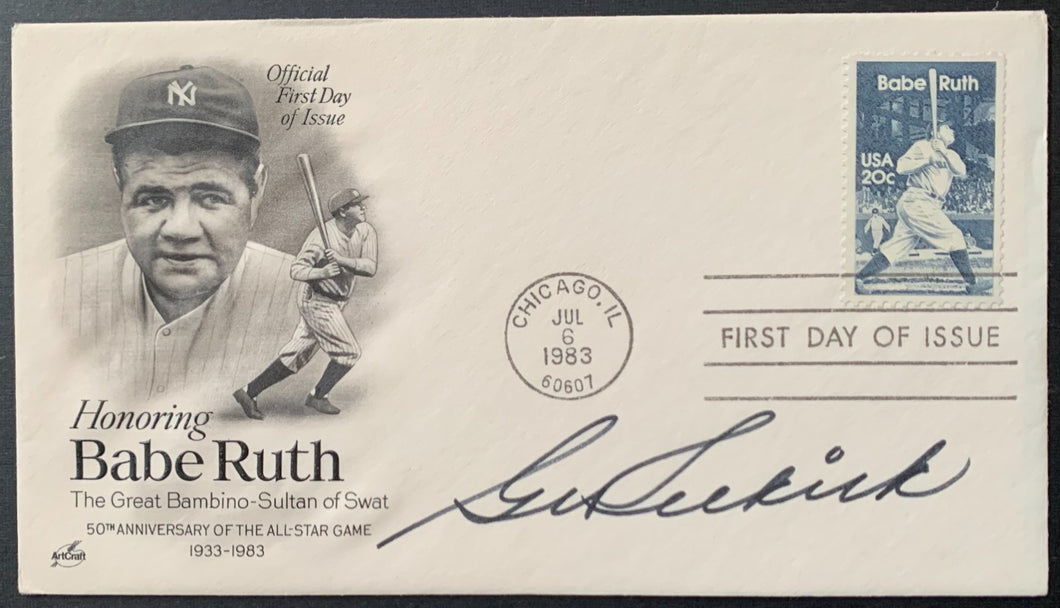 NY
Official
First Day
of Issue
Babe Ruth
USA
20c
CHICAGO, IL
JUL
6
1983
60607
FIRST DAY OF ISSUE
Honoring
Babe Ruth
The Great Bambino-Sultan of Swat
50TH ANNIVERSARY OF THE ALL-STAR GAME
1933-1983
ArtCraft